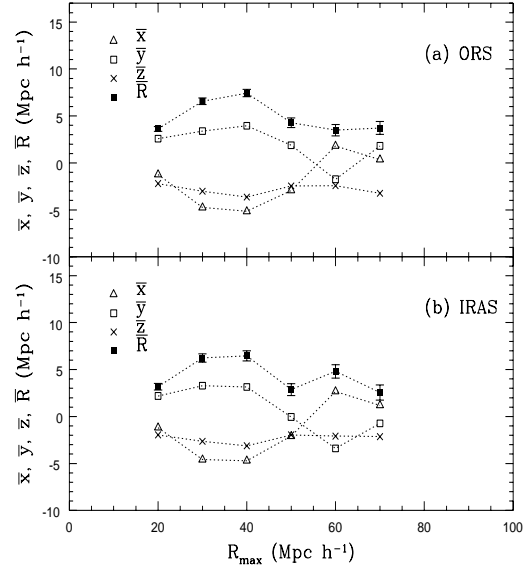 15
10
5
0
-5
-10
x̄
ȳ
z̄
R̄
(a) ORS
x̄, ȳ, z̄, R̄ (Mpc h⁻¹)
15
10
5
0
-5
-10
x̄
ȳ
z̄
R̄
(b) IRAS
x̄, ȳ, z̄, R̄ (Mpc h⁻¹)
0
20
40
60
80
100
Rₘₐₓ (Mpc h⁻¹)